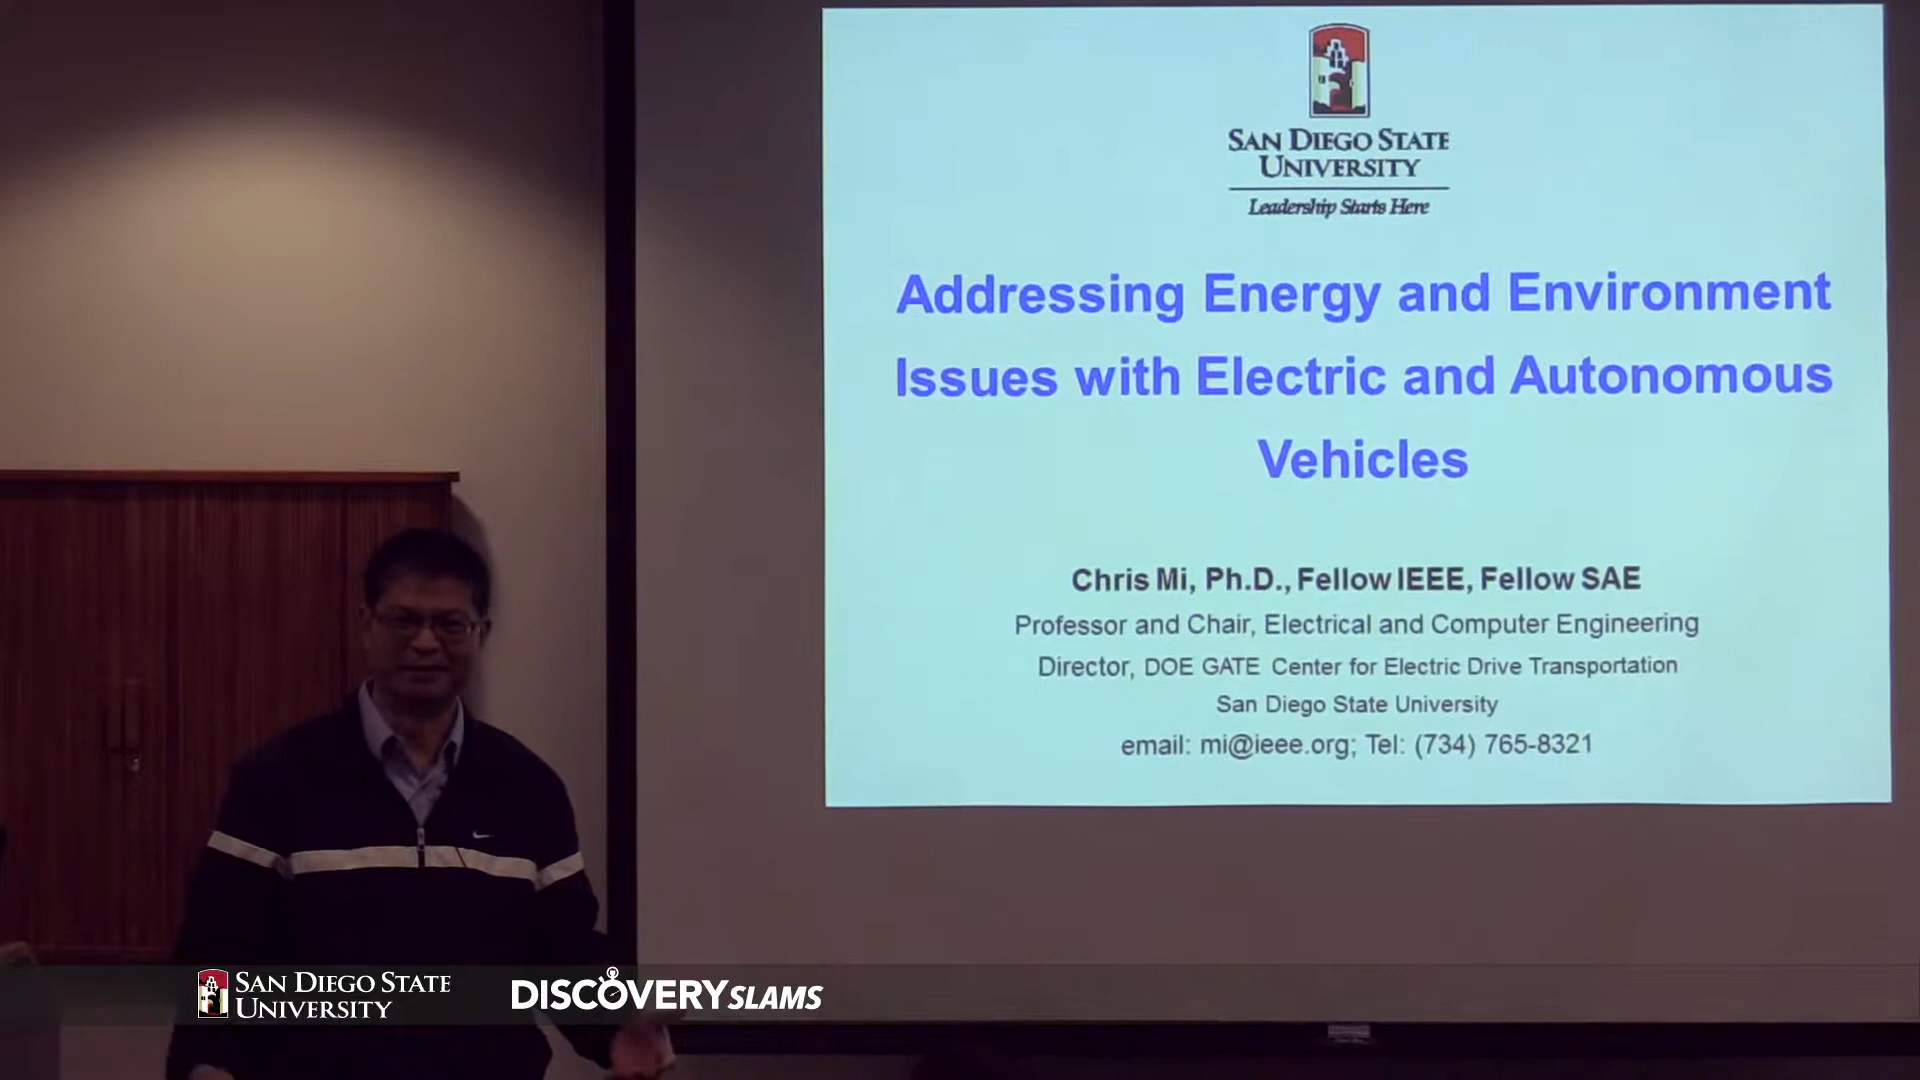 SAN DIEGO STATE
UNIVERSITY
Leadership Starts Here
Addressing Energy and Environment
Issues with Electric and Autonomous
Vehicles
Chris Mi, Ph.D., Fellow IEEE, Fellow SAE
Professor and Chair, Electrical and Computer Engineering
Director, DOE GATE Center for Electric Drive Transportation
San Diego State University
email: mi@ieee.org; Tel: (734) 765-8321
SAN DIEGO STATE
UNIVERSITY
DISCOVERY SLAMS